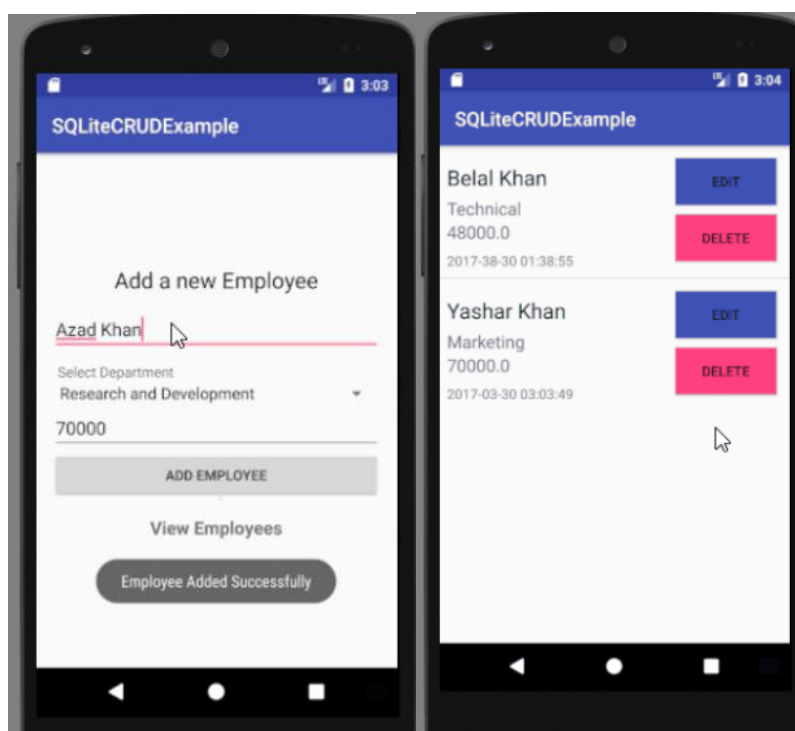 3:03
SQLiteCRUDExample
Add a new Employee
Azad Khan
Select Department
Research and Development
70000
ADD EMPLOYEE
View Employees
Employee Added Successfully
3:04
SQLiteCRUDExample
Belal Khan
EDIT
Technical
48000.0
DELETE
2017-38-30 01:38:55
Yashar Khan
EDIT
Marketing
70000.0
DELETE
2017-03-30 03:03:49